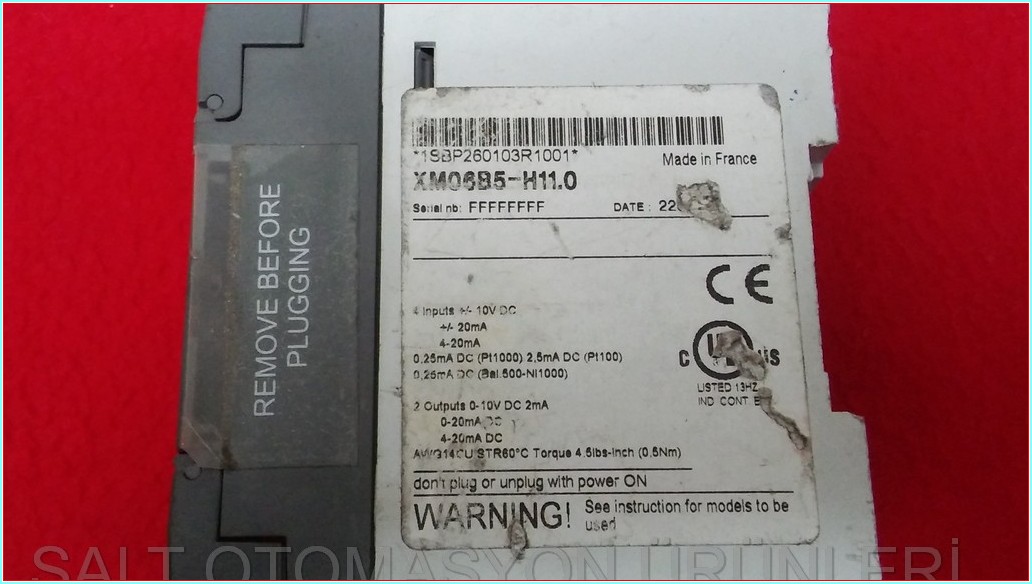 REMOVE BEFORE
PLUGGING
*1SBP260103R1001*
Made in France
XM06B5-H11.0
Serial nb: FFFFFFFF
DATE : 22
CE
4 Inputs +/- 10V DC
+/- 20mA
4-20mA
0,25mA DC (Pt1000) 2,5mA DC (Pt100)
0,25mA DC (Bal.500-NI1000)
C US
LISTED 13HZ
IND CONT E
2 Outputs 0-10V DC 2mA
0-20mA DC
4-20mA DC
AWG14CU STR60°C Torque 4.5lbs-inch (0,5Nm)
don't plug or unplug with power ON
WARNING! See instruction for models to be
used
SALT OTOMASYON ÜRÜNLERİ